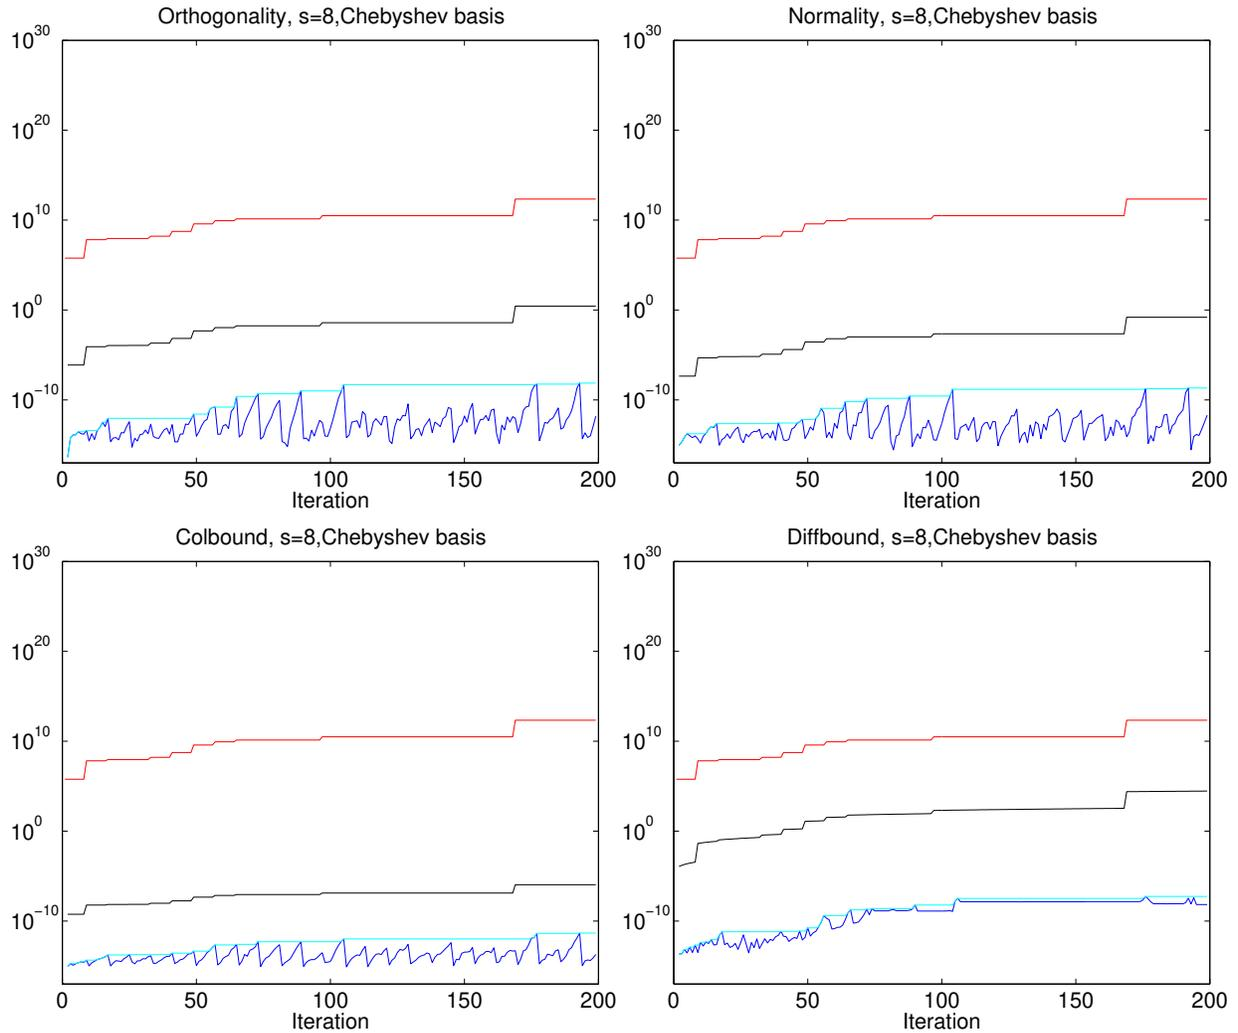 Orthogonality, s=8,Chebyshev basis
10^30
10^20
10^10
10^0
10^-10
0 50 100 150 200
Iteration
Normality, s=8,Chebyshev basis
10^30
10^20
10^10
10^0
10^-10
0 50 100 150 200
Iteration
Colbound, s=8,Chebyshev basis
10^30
10^20
10^10
10^0
10^-10
0 50 100 150 200
Iteration
Diffbound, s=8,Chebyshev basis
10^30
10^20
10^10
10^0
10^-10
0 50 100 150 200
Iteration